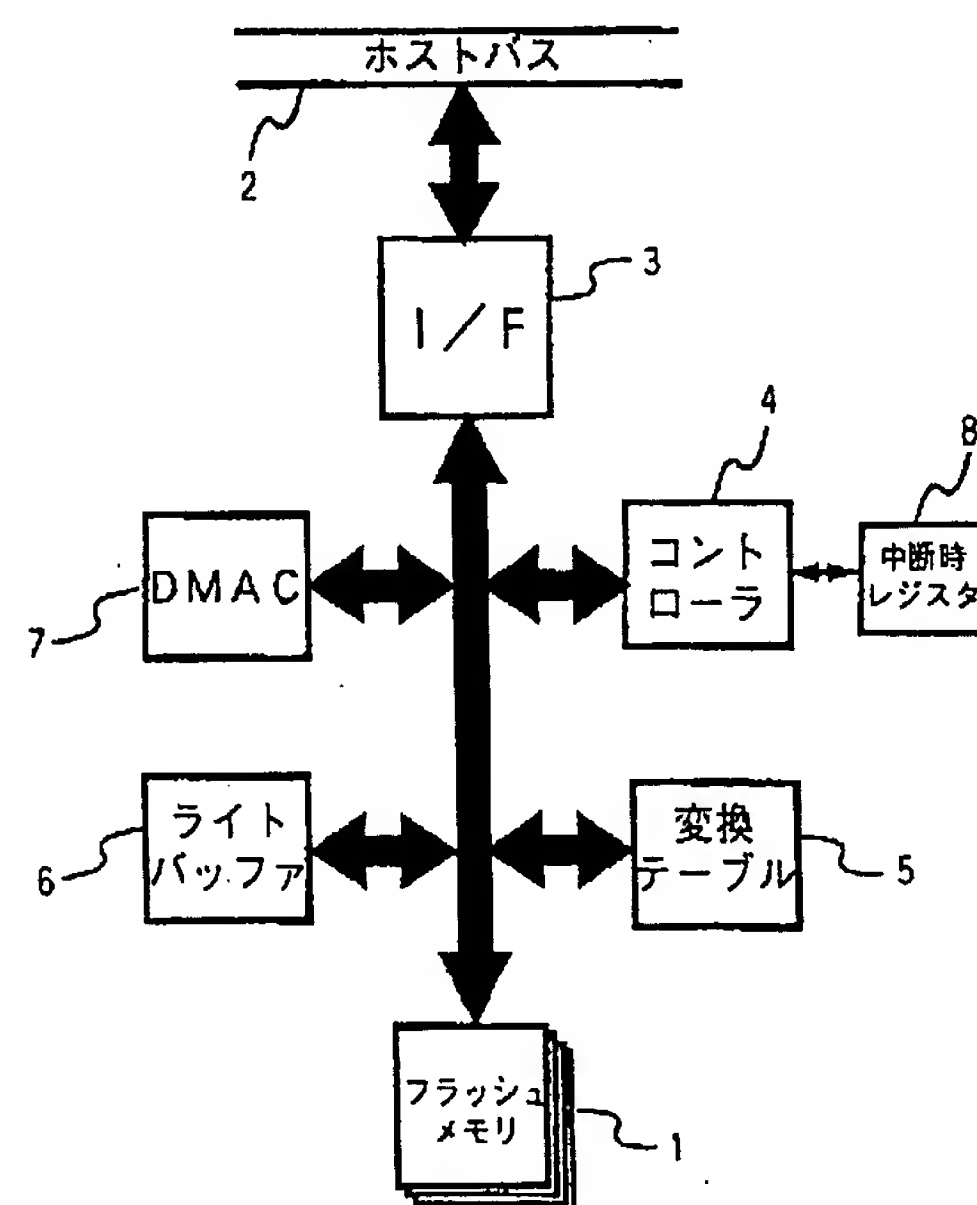 ホストバス
2
3
I／F
4
8
コント
ローラ
中断時
レジスタ
DMAC
7
ライト
バッファ
6
変換
テーブル
5
フラッシュ
メモリ
1